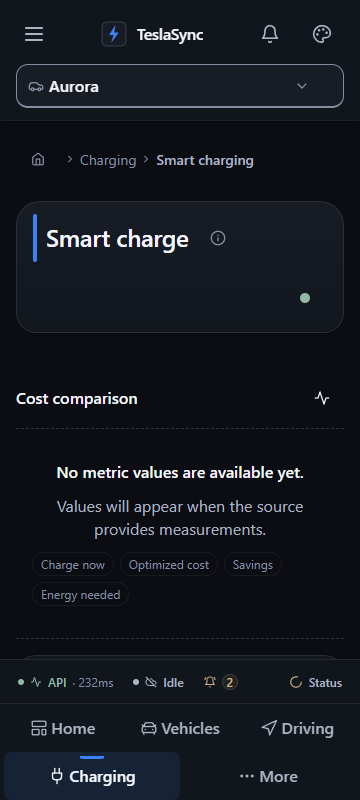 TeslaSync
Aurora
Charging
Smart charging
Smart charge
Cost comparison
No metric values are available yet.
Values will appear when the source
provides measurements.
Charge now
Optimized cost
Savings
Energy needed
API · 232ms
Idle
2
Status
Home
Vehicles
Driving
Charging
More